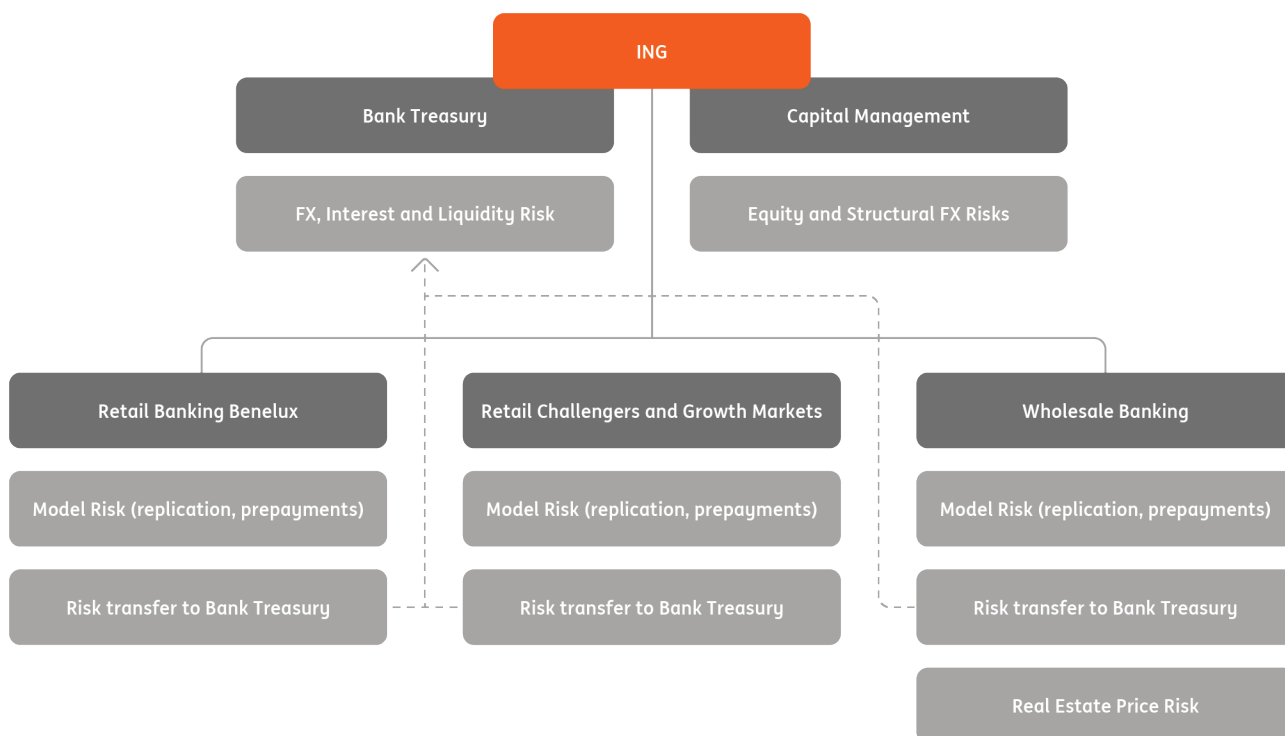 ING
Bank Treasury
Capital Management
FX, Interest and Liquidity Risk
Equity and Structural FX Risks
Retail Banking Benelux
Retail Challengers and Growth Markets
Wholesale Banking
Model Risk (replication, prepayments)
Model Risk (replication, prepayments)
Model Risk (replication, prepayments)
Risk transfer to Bank Treasury
Risk transfer to Bank Treasury
Risk transfer to Bank Treasury
Real Estate Price Risk